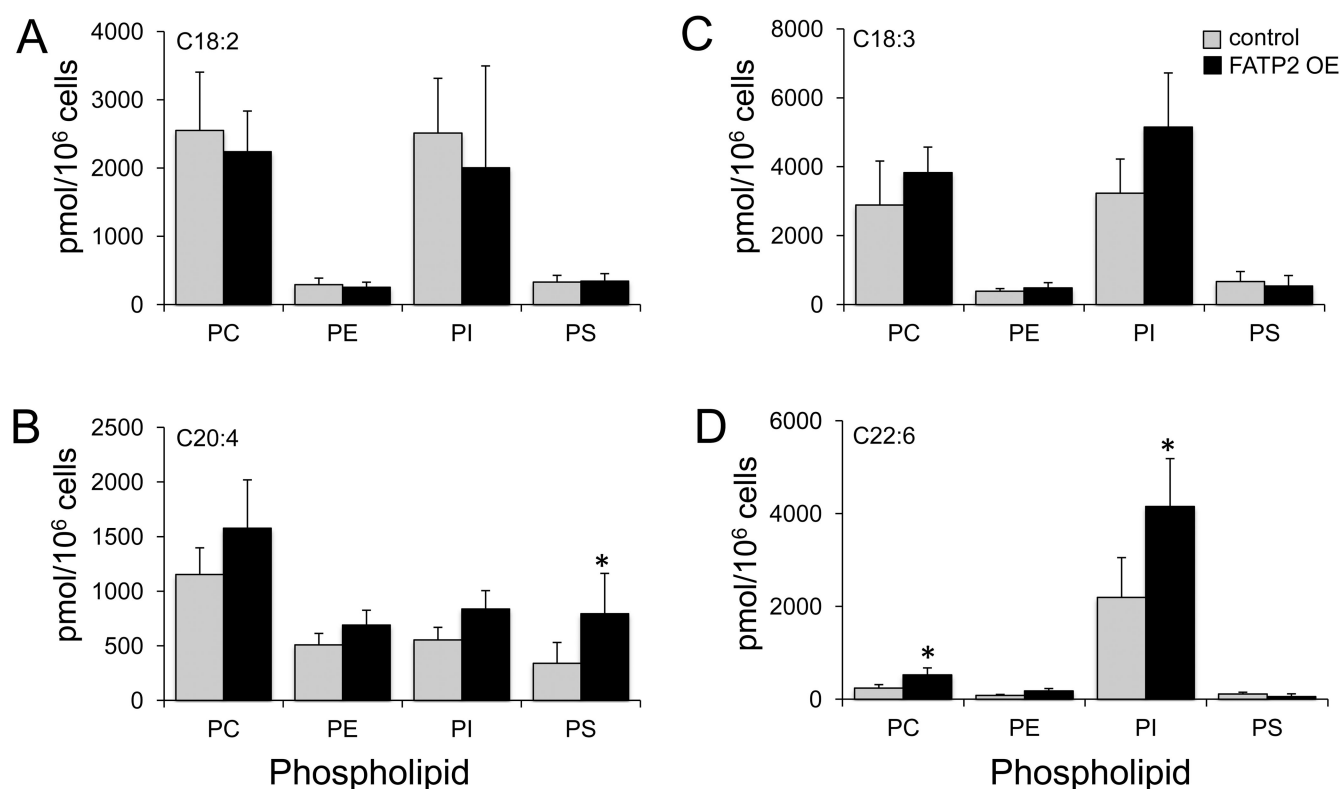 A
C18:2
pmol/10⁶ cells
4000
3000
2000
1000
0
PC PE PI PS
C
C18:3
control
FATP2 OE
pmol/10⁶ cells
8000
6000
4000
2000
0
PC PE PI PS
B
C20:4
pmol/10⁶ cells
2500
2000
1500
1000
500
0
*
PC PE PI PS
Phospholipid
D
C22:6
pmol/10⁶ cells
6000
4000
2000
0
*
*
PC PE PI PS
Phospholipid